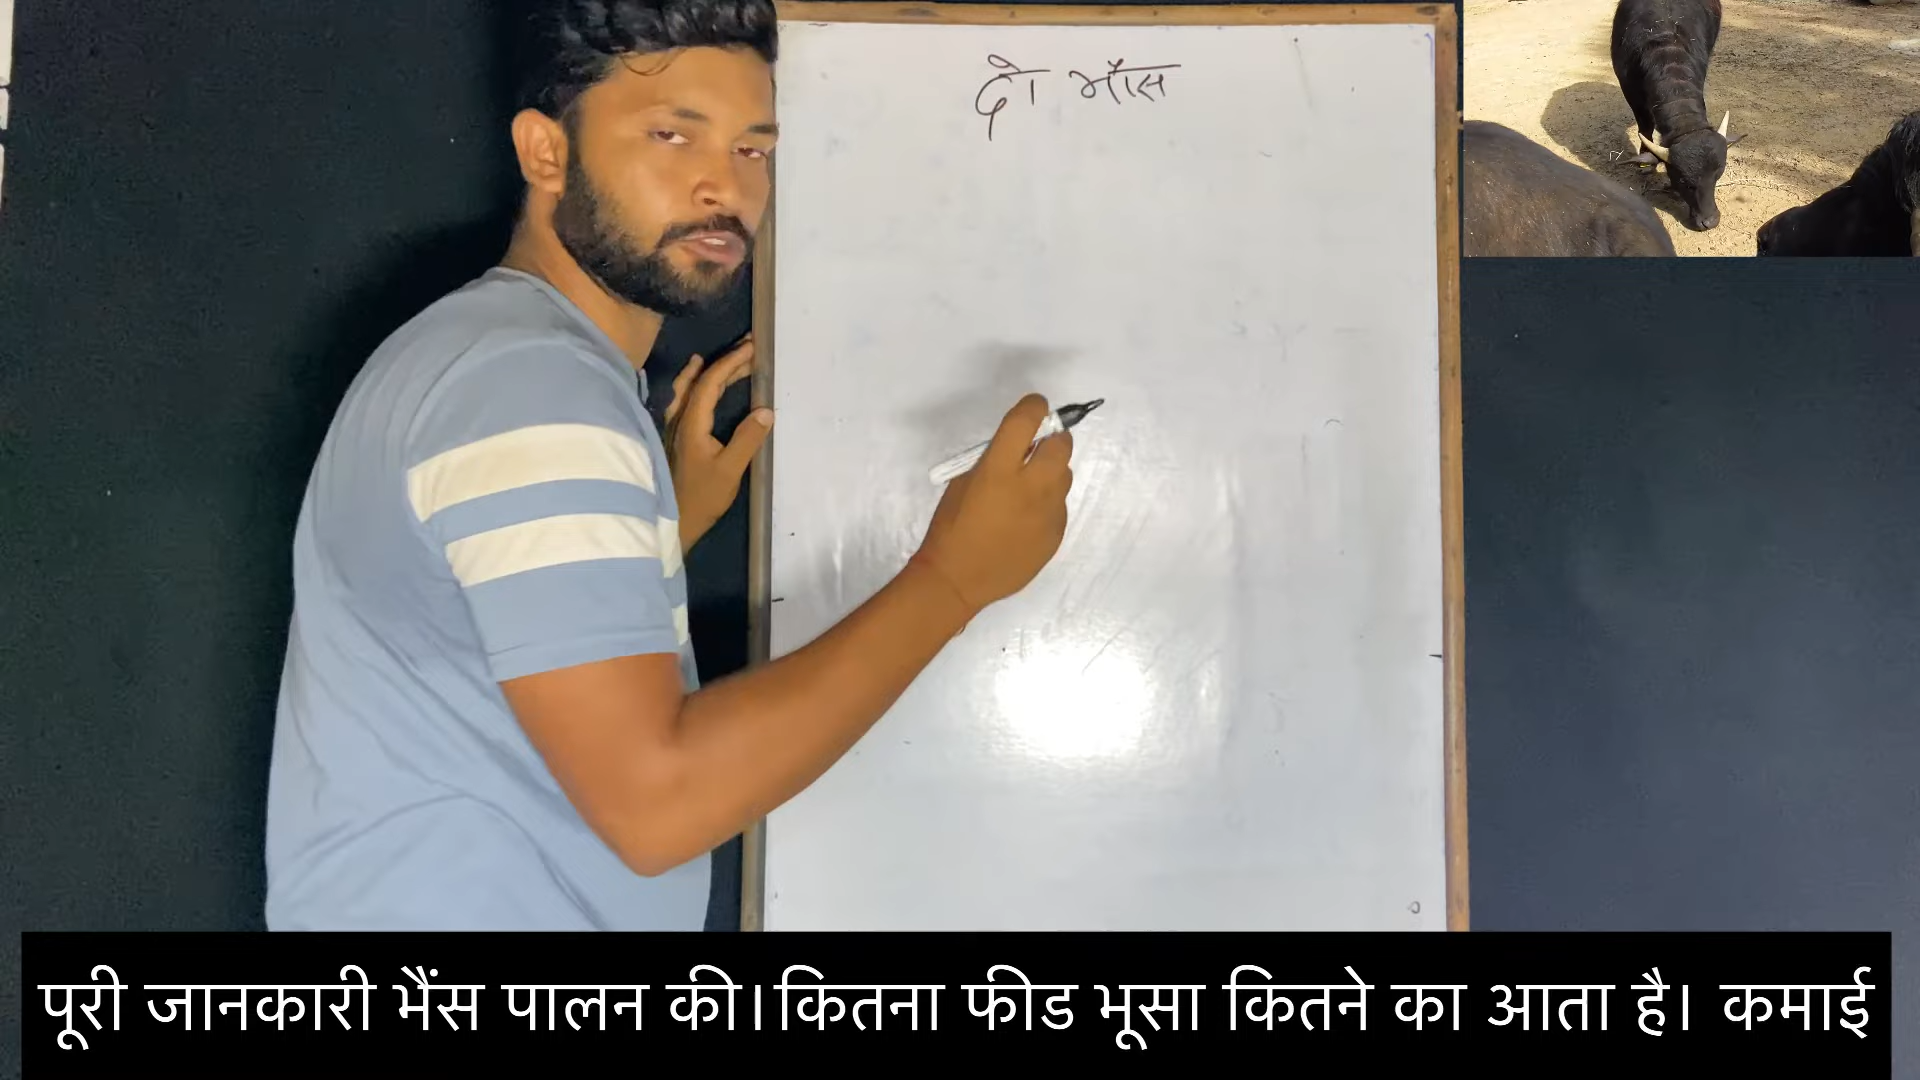 दो भैंस
पूरी जानकारी भैंस पालन की।कितना फीड भूसा कितने का आता है। कमाई